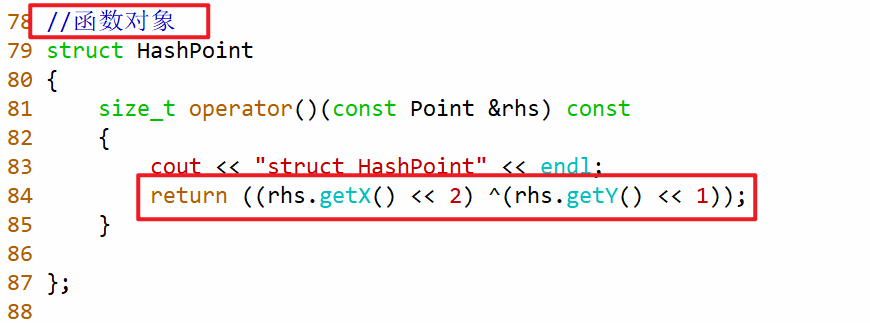 78 //函数对象
79 struct HashPoint
80 {
81     size_t operator()(const Point &rhs) const
82     {
83         cout << "struct HashPoint" << endl;
84         return ((rhs.getX() << 2) ^(rhs.getY() << 1));
85     }
86
87 };
88